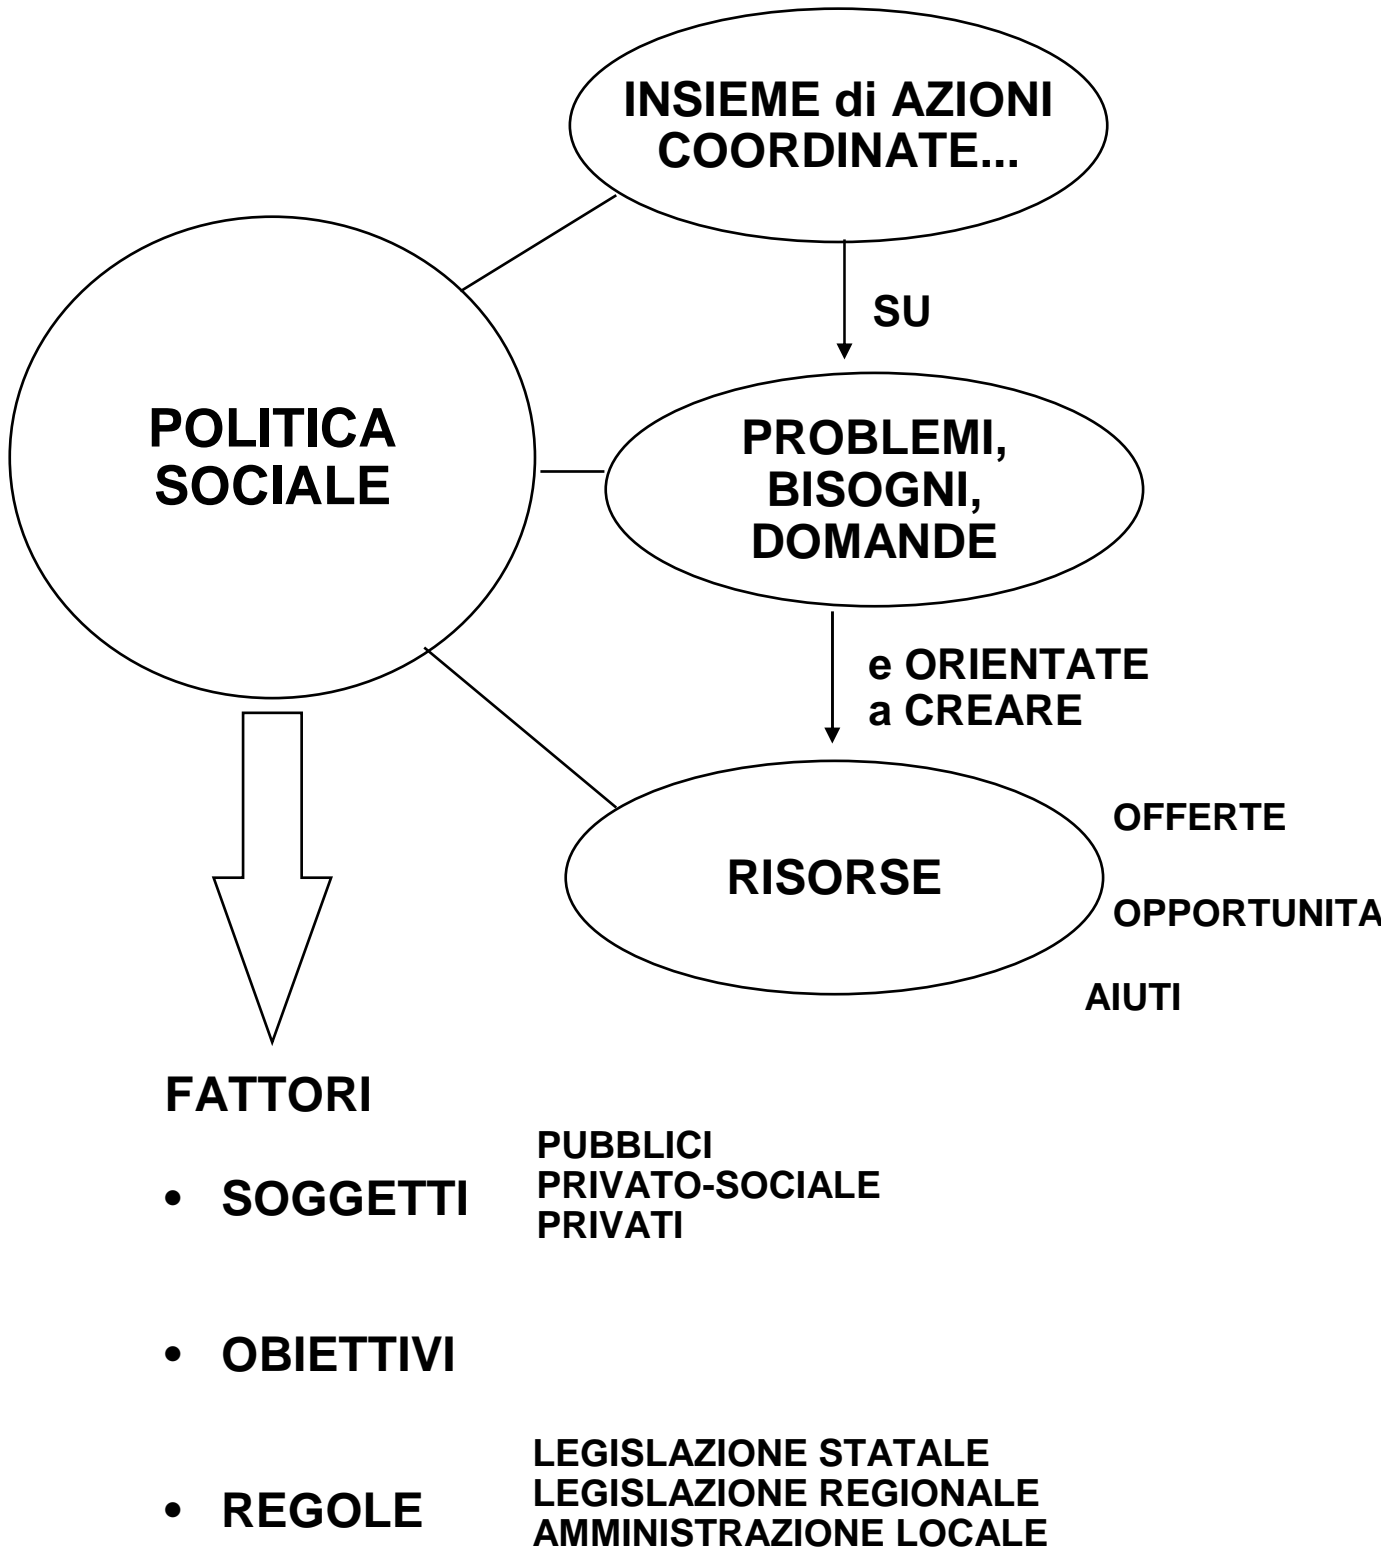 INSIEME di AZIONI
COORDINATE...
SU
POLITICA
SOCIALE
PROBLEMI,
BISOGNI,
DOMANDE
e ORIENTATE
a CREARE
RISORSE
OFFERTE
OPPORTUNITA
AIUTI
FATTORI
• SOGGETTI
PUBBLICI
PRIVATO-SOCIALE
PRIVATI
• OBIETTIVI
• REGOLE
LEGISLAZIONE STATALE
LEGISLAZIONE REGIONALE
AMMINISTRAZIONE LOCALE